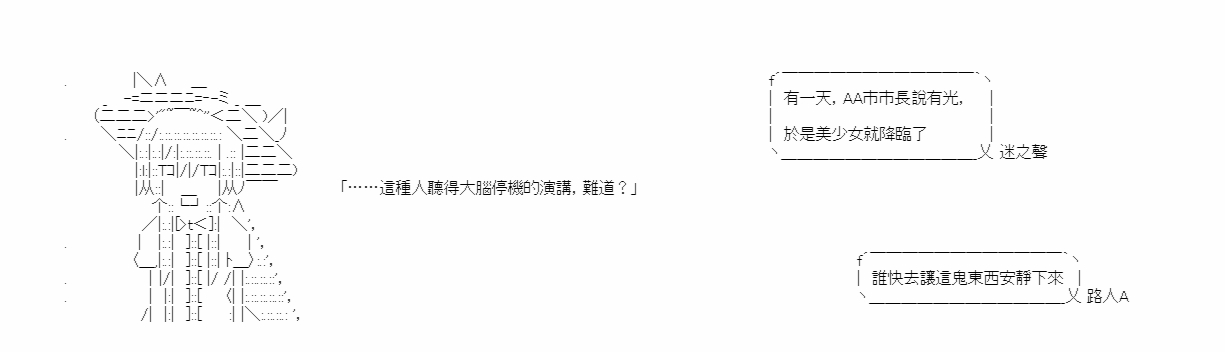 有一天，AA市市長說有光，
於是美少女就降臨了
迷之聲
「……這種人聽得大腦停機的演講，難道？」
誰快去讓這鬼東西安靜下來
路人A